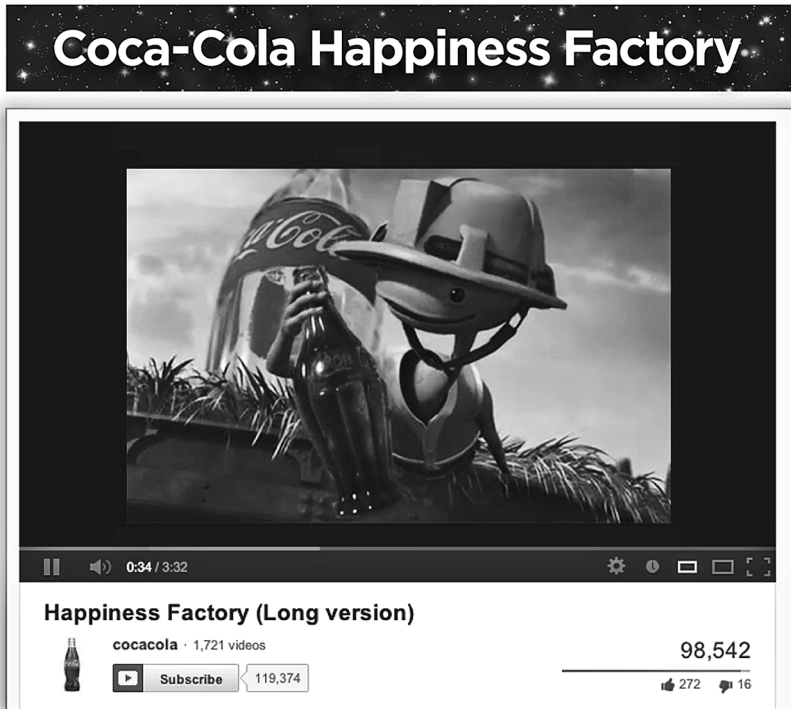 Coca-Cola Happiness Factory
Happiness Factory (Long version)
0:34 / 3:32
cocacola · 1,721 videos
98,542
Subscribe
119,374
272
16